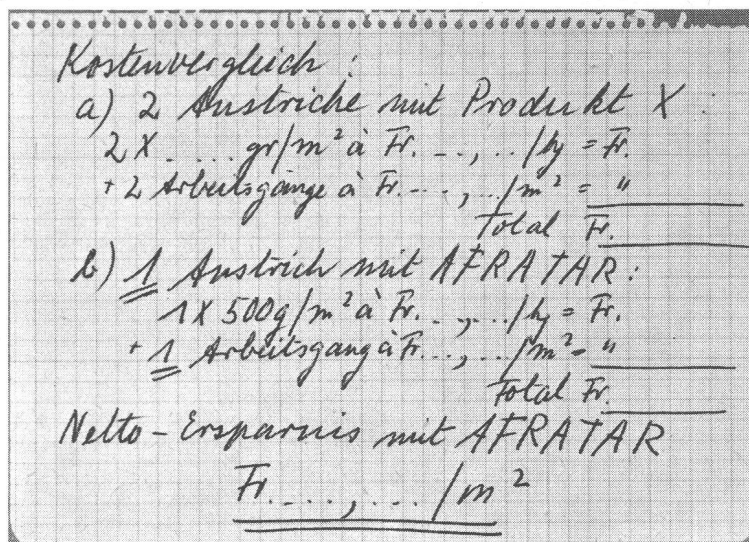 Kostenvergleich :
a) 2 Anstriche mit Produkt X :
2 X ..... gr/m² à Fr. ..., ../kg = Fr.
+ 2 Arbeitsgänge à Fr. ..., ../m² = "
Total Fr.
b) 1 Anstrich mit AFRATAR :
1 X 500g/m² à Fr. ..., .../kg = Fr.
+ 1 Arbeitsgang à Fr. ..., .../m² = "
Total Fr.
Netto-Ersparnis mit AFRATAR
Fr. ...., .... /m²